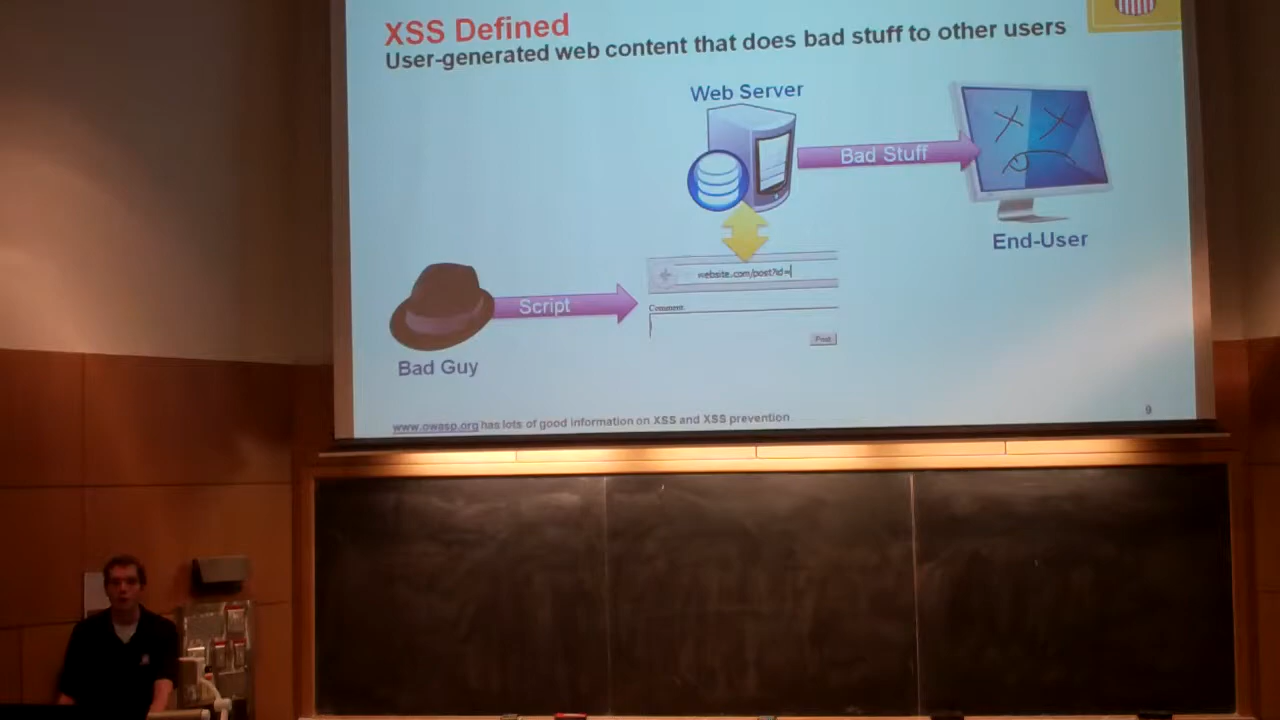 XSS Defined
User-generated web content that does bad stuff to other users
Web Server
Bad Stuff
End-User
website.com/post?id=
Script
Comment:
Post
Bad Guy
www.owasp.org has lots of good information on XSS and XSS prevention
9